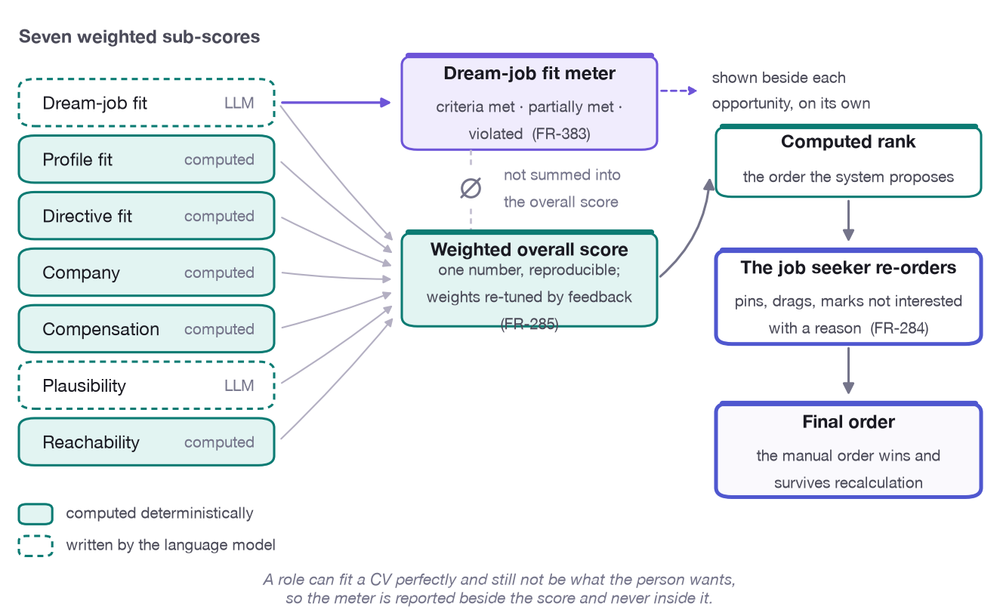 Seven weighted sub-scores
Dream-job fit LLM
Profile fit computed
Directive fit computed
Company computed
Compensation computed
Plausibility LLM
Reachability computed
computed deterministically
written by the language model
Dream-job fit meter
criteria met · partially met ·
violated (FR-383)
shown beside each
opportunity, on its own
not summed into
the overall score
Weighted overall score
one number, reproducible;
weights re-tuned by feedback
(FR-285)
Computed rank
the order the system proposes
The job seeker re-orders
pins, drags, marks not interested
with a reason (FR-284)
Final order
the manual order wins and
survives recalculation
A role can fit a CV perfectly and still not be what the person wants,
so the meter is reported beside the score and never inside it.